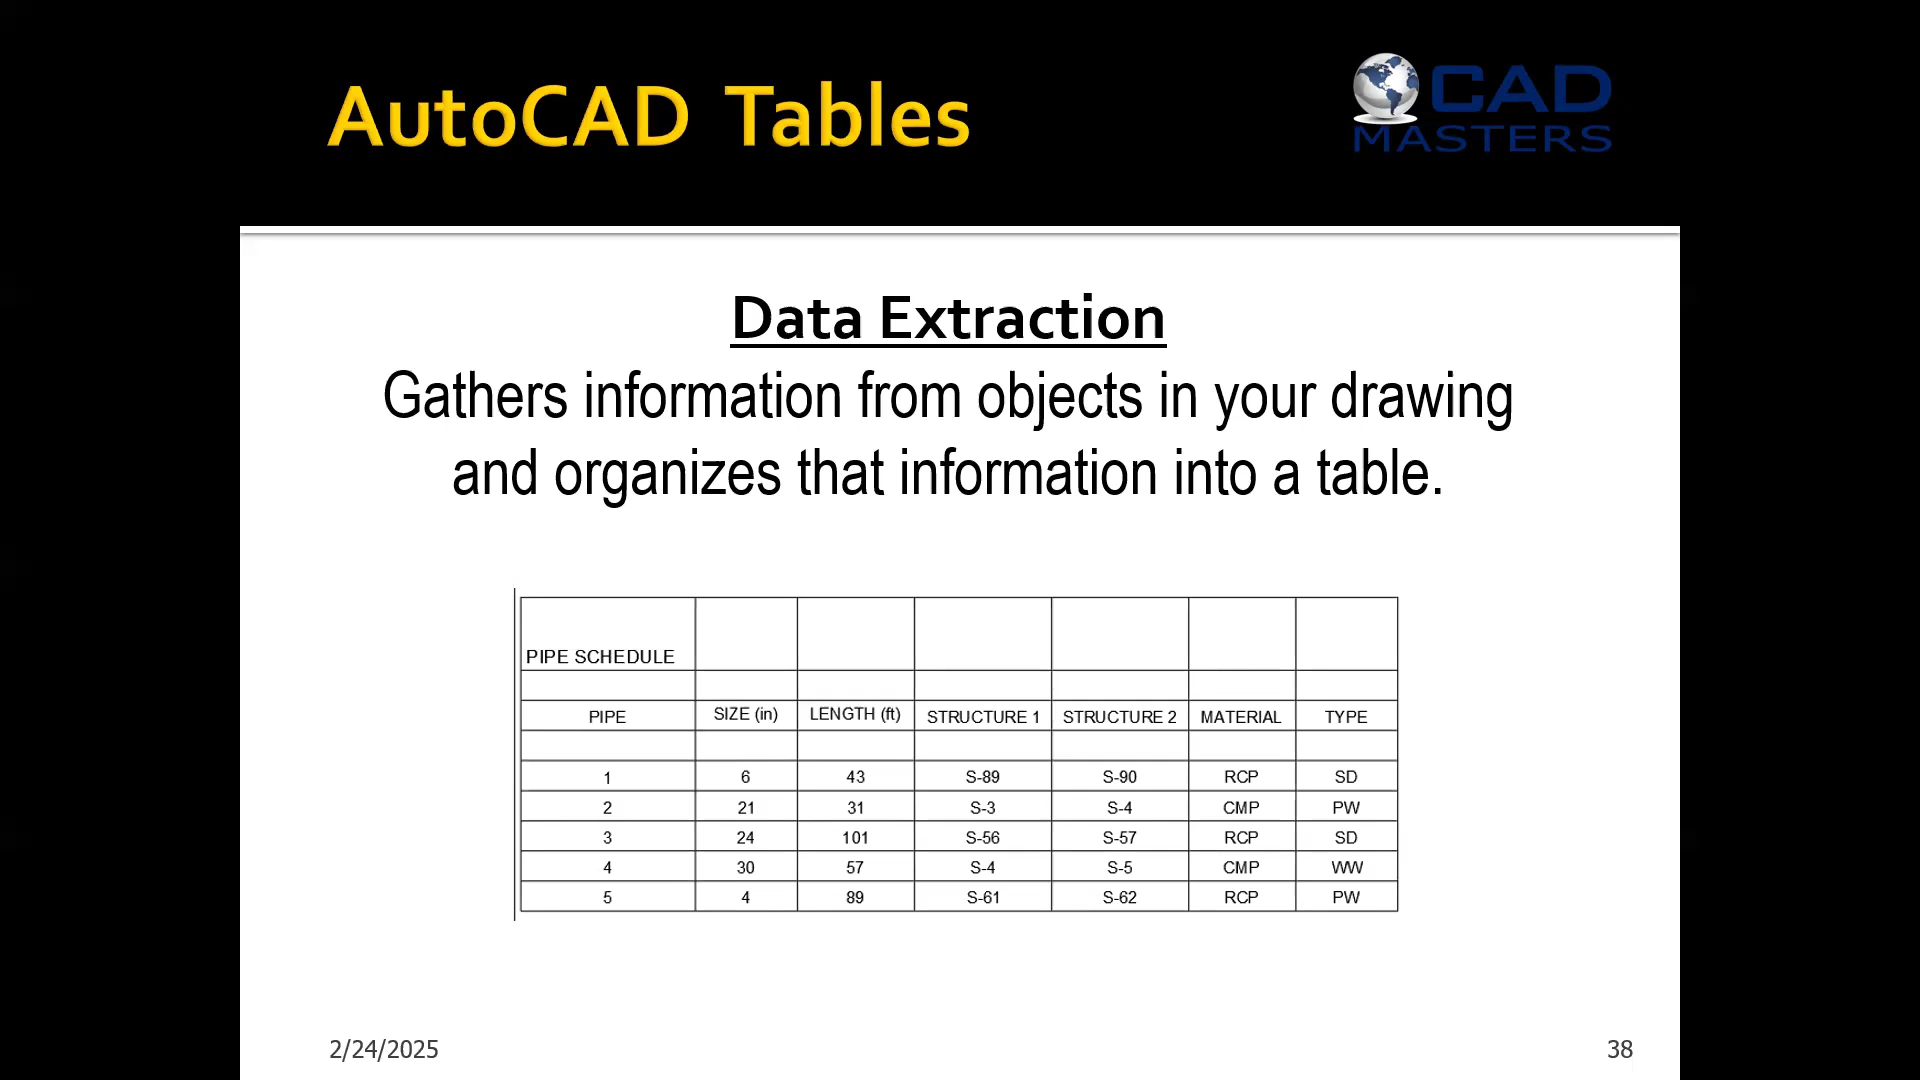 AutoCAD Tables
CAD
MASTERS
Data Extraction
Gathers information from objects in your drawing
and organizes that information into a table.
PIPE SCHEDULE
PIPE SIZE (in) LENGTH (ft) STRUCTURE 1 STRUCTURE 2 MATERIAL TYPE
1 6 43 S-89 S-90 RCP SD
2 21 31 S-3 S-4 CMP PW
3 24 101 S-56 S-57 RCP SD
4 30 57 S-4 S-5 CMP WW
5 4 89 S-61 S-62 RCP PW
2/24/2025 38